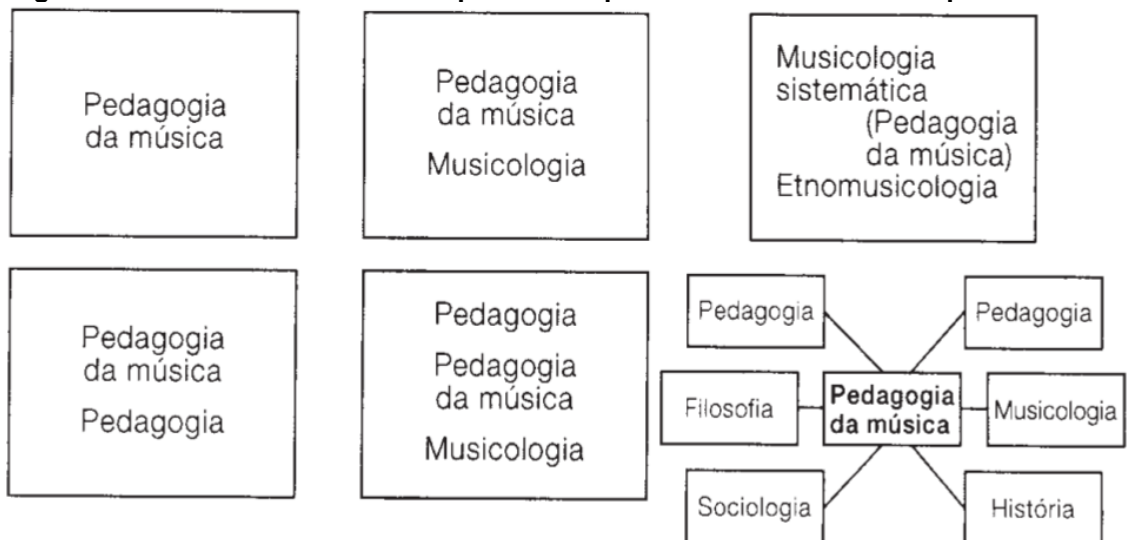 Pedagogia
da música
Pedagogia
da música
Musicologia
Musicologia
sistemática
(Pedagogia
da música)
Etnomusicologia
Pedagogia
da música
Pedagogia
Pedagogia
Pedagogia
da música
Musicologia
Pedagogia
Pedagogia
Filosofia
Pedagogia
da música
Musicologia
Sociologia
História